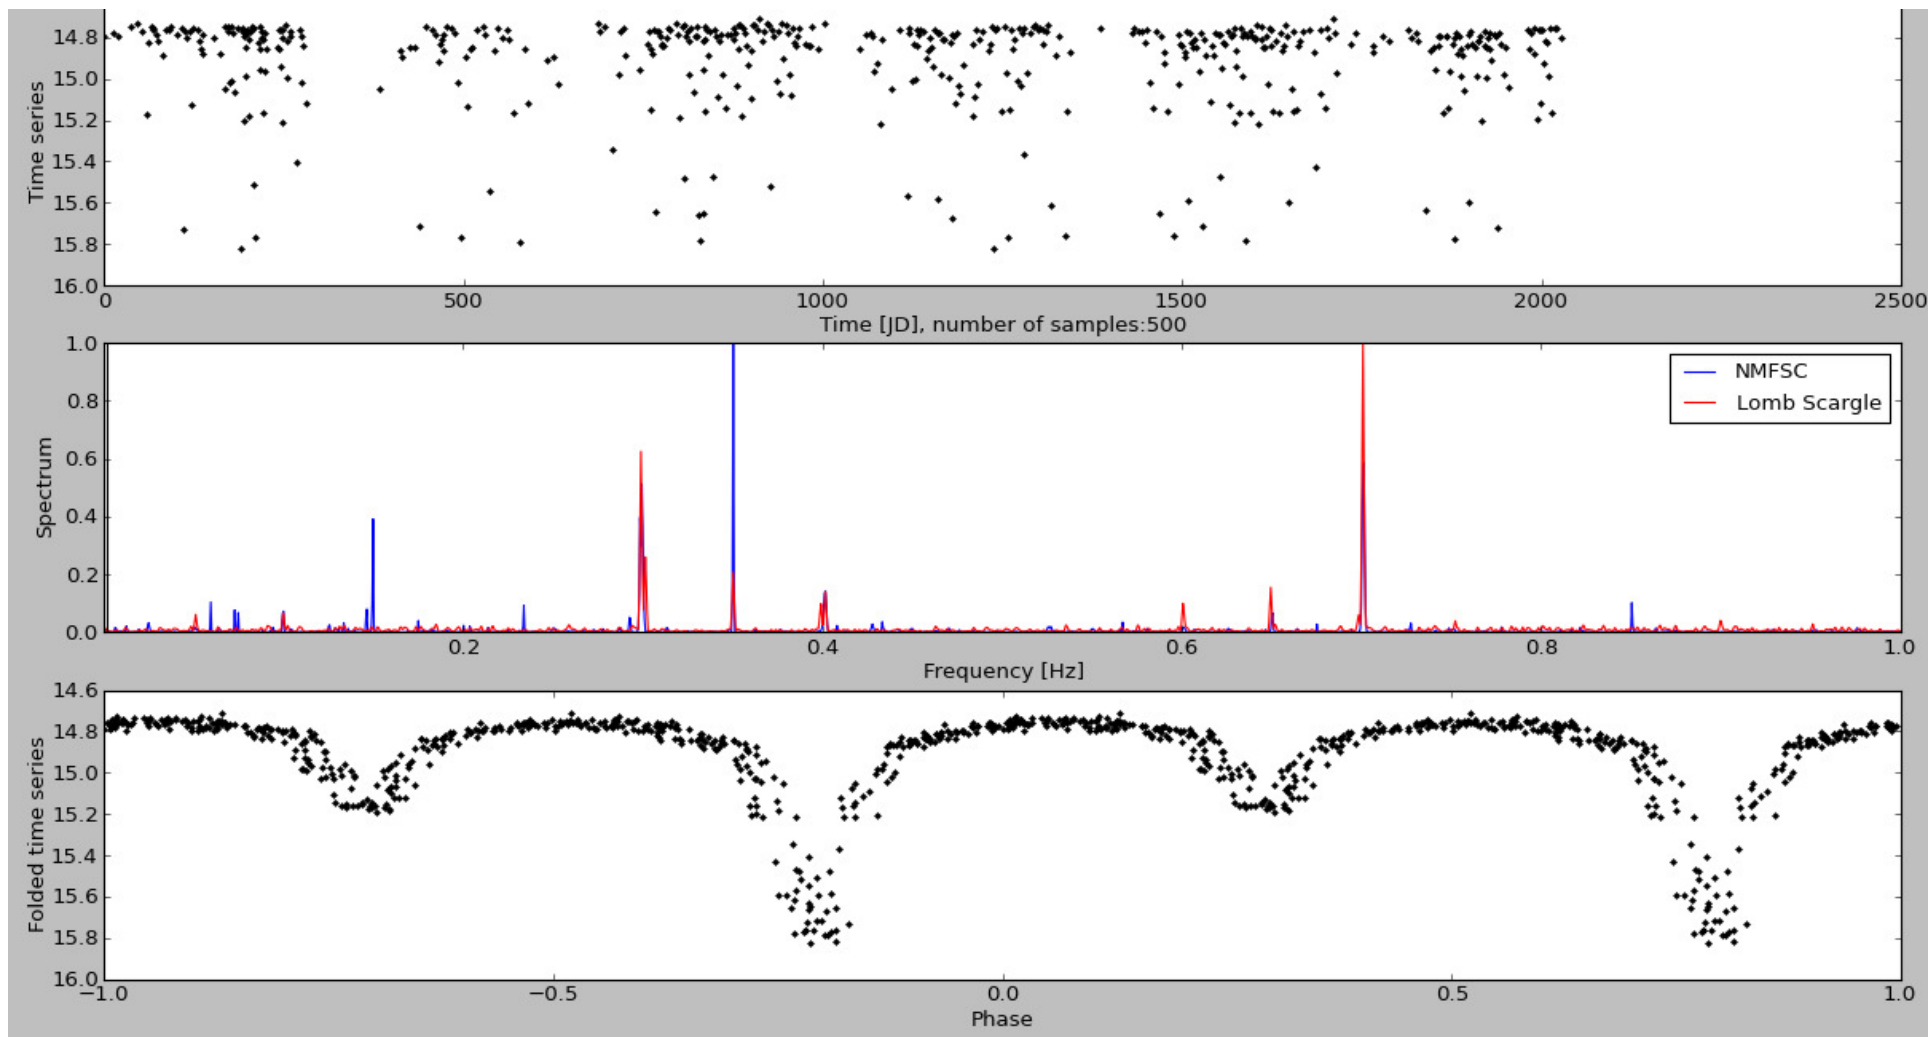 14.8
15.0
15.2
15.4
15.6
15.8
16.0
Time series
0 500 1000 1500 2000 2500
Time [JD], number of samples:500
1.0
0.8
0.6
0.4
0.2
0.0
Spectrum
NMFSC
Lomb Scargle
0.2 0.4 0.6 0.8 1.0
Frequency [Hz]
14.6
14.8
15.0
15.2
15.4
15.6
15.8
16.0
Folded time series
−1.0 −0.5 0.0 0.5 1.0
Phase